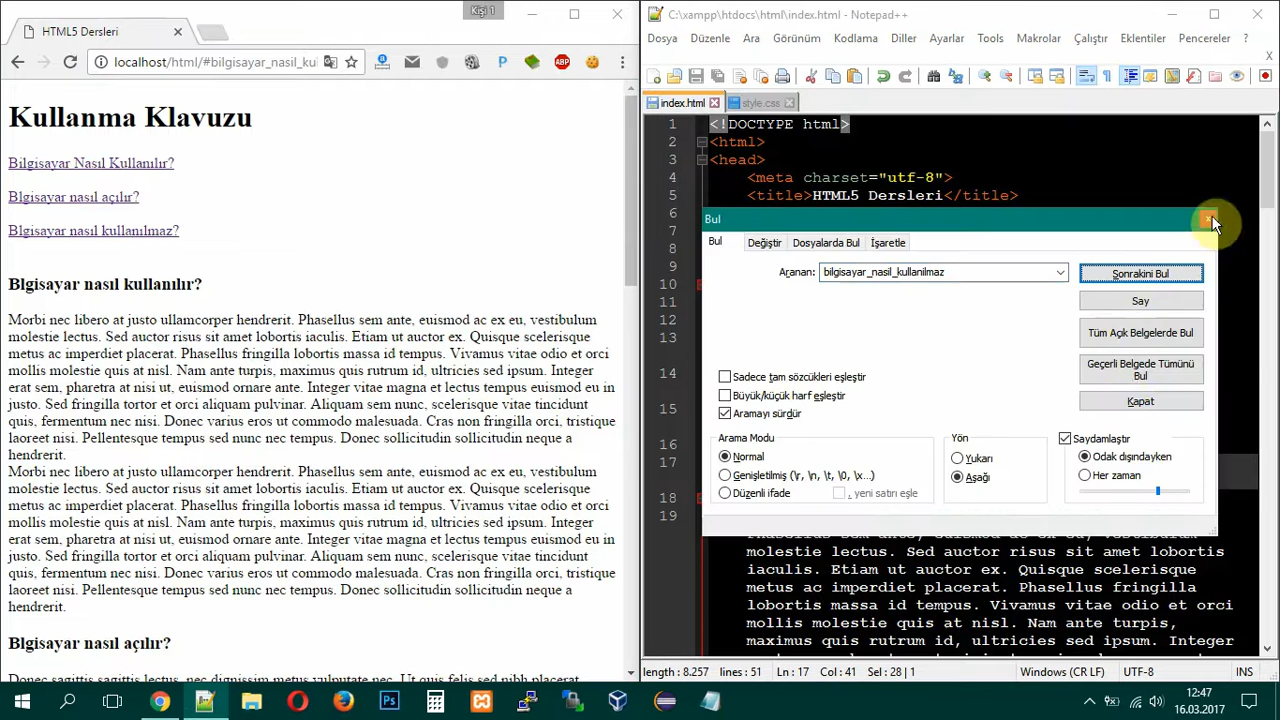 Kişi 1
HTML5 Dersleri
localhost/html/#bilgisayar_nasil_kul
Kullanma Klavuzu
Bilgisayar Nasıl Kullanılır?
Blgisayar nasıl açılır?
Blgisayar nasıl kullanılmaz?
Blgisayar nasıl kullanılır?
Morbi nec libero at justo ullamcorper hendrerit. Phasellus sem ante, euismod ac ex eu, vestibulum
molestie lectus. Sed auctor risus sit amet lobortis iaculis. Etiam ut auctor ex. Quisque scelerisque
metus ac imperdiet placerat. Phasellus fringilla lobortis massa id tempus. Vivamus vitae odio et orci
mollis molestie quis at nisl. Nam ante turpis, maximus quis rutrum id, ultricies sed ipsum. Integer
erat sem, pharetra at nisi ut, euismod ornare ante. Integer vitae magna et lectus tempus euismod eu in
justo. Sed fringilla tortor et orci aliquam pulvinar. Aliquam sem nunc, scelerisque vitae tincidunt
quis, fermentum nec nisi. Donec varius eros ut commodo malesuada. Cras non fringilla orci, tristique
laoreet nisi. Pellentesque tempus sed nunc nec tempus. Donec sollicitudin sollicitudin neque a
hendrerit.
Morbi nec libero at justo ullamcorper hendrerit. Phasellus sem ante, euismod ac ex eu, vestibulum
molestie lectus. Sed auctor risus sit amet lobortis iaculis. Etiam ut auctor ex. Quisque scelerisque
metus ac imperdiet placerat. Phasellus fringilla lobortis massa id tempus. Vivamus vitae odio et orci
mollis molestie quis at nisl. Nam ante turpis, maximus quis rutrum id, ultricies sed ipsum. Integer
erat sem, pharetra at nisi ut, euismod ornare ante. Integer vitae magna et lectus tempus euismod eu in
justo. Sed fringilla tortor et orci aliquam pulvinar. Aliquam sem nunc, scelerisque vitae tincidunt
quis, fermentum nec nisi. Donec varius eros ut commodo malesuada. Cras non fringilla orci, tristique
laoreet nisi. Pellentesque tempus sed nunc nec tempus. Donec sollicitudin sollicitudin neque a
hendrerit.
Blgisayar nasıl açılır?
C:\xampp\htdocs\html\index.html - Notepad++
Dosya Düzenle Ara Görünüm Kodlama Diller Ayarlar Tools Makrolar Çalıştır Eklentiler Pencereler ?
X
index.html style.css
1 <!DOCTYPE html>
2 <html>
3 <head>
4 <meta charset="utf-8">
5 <title>HTML5 Dersleri</title>
6
7
8
9
10
11
12
13
14
15
16
17
18
19
Bul
Bul Değiştir Dosyalarda Bul İşaretle
Aranan: bilgisayar_nasil_kullanilmaz
Sonrakini Bul
Say
Tüm Açik Belgelerde Bul
Geçerli Belgede Tümünü
Bul
Kapat
Sadece tam sözcükleri eşleştir
Büyük/küçük harf eşleştir
Aramayı sürdür
Arama Modu
Normal
Genişletilmiş (\r, \n, \t, \0, \x...)
Düzenli ifade
. yeni satırı eşle
Yön
Yukarı
Aşağı
Saydamlaştır
Odak dışındayken
Her zaman
molestie lectus. Sed auctor risus sit amet lobortis
iaculis. Etiam ut auctor ex. Quisque scelerisque
metus ac imperdiet placerat. Phasellus fringilla
lobortis massa id tempus. Vivamus vitae odio et orci
mollis molestie quis at nisl. Nam ante turpis,
maximus quis rutrum id, ultricies sed ipsum. Integer
length : 8.257 lines : 51 Ln : 17 Col : 41 Sel : 28 | 1 Windows (CR LF) UTF-8 INS
12:47
16.03.2017